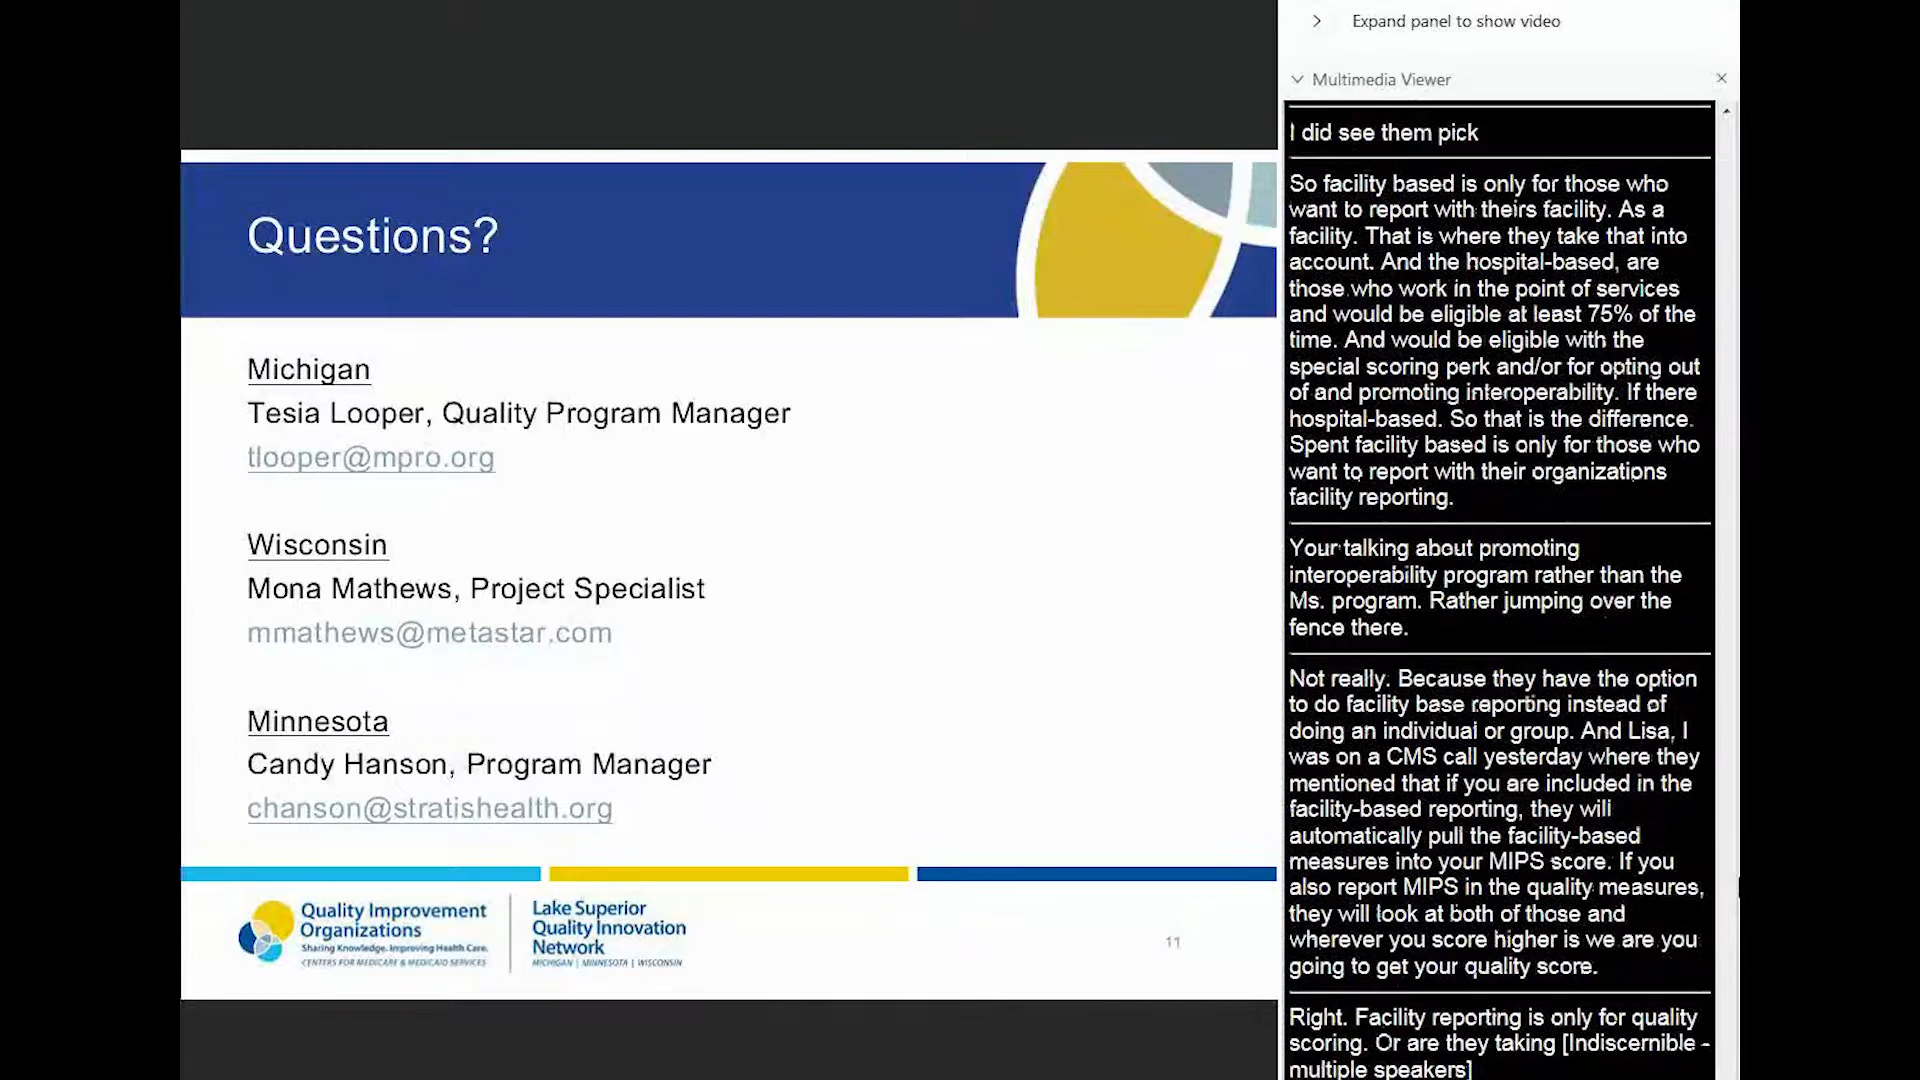 Expand panel to show video
Multimedia Viewer
Questions?
Michigan
Tesia Looper, Quality Program Manager
tlooper@mpro.org
Wisconsin
Mona Mathews, Project Specialist
mmathews@metastar.com
Minnesota
Candy Hanson, Program Manager
chanson@stratishealth.org
Quality Improvement
Organizations
Sharing Knowledge. Improving Health Care.
CENTERS FOR MEDICARE & MEDICAID SERVICES
Lake Superior
Quality Innovation
Network
MICHIGAN | MINNESOTA | WISCONSIN
11
I did see them pick
So facility based is only for those who
want to report with theirs facility. As a
facility. That is where they take that into
account. And the hospital-based, are
those who work in the point of services
and would be eligible at least 75% of the
time. And would be eligible with the
special scoring perk and/or for opting out
of and promoting interoperability. If there
hospital-based. So that is the difference.
Spent facility based is only for those who
want to report with their organizations
facility reporting.
Your talking about promoting
interoperability program rather than the
Ms. program. Rather jumping over the
fence there.
Not really. Because they have the option
to do facility base reporting instead of
doing an individual or group. And Lisa, I
was on a CMS call yesterday where they
mentioned that if you are included in the
facility-based reporting, they will
automatically pull the facility-based
measures into your MIPS score. If you
also report MIPS in the quality measures,
they will look at both of those and
wherever you score higher is we are you
going to get your quality score.
Right. Facility reporting is only for quality
scoring. Or are they taking [Indiscernible -
multiple speakers]